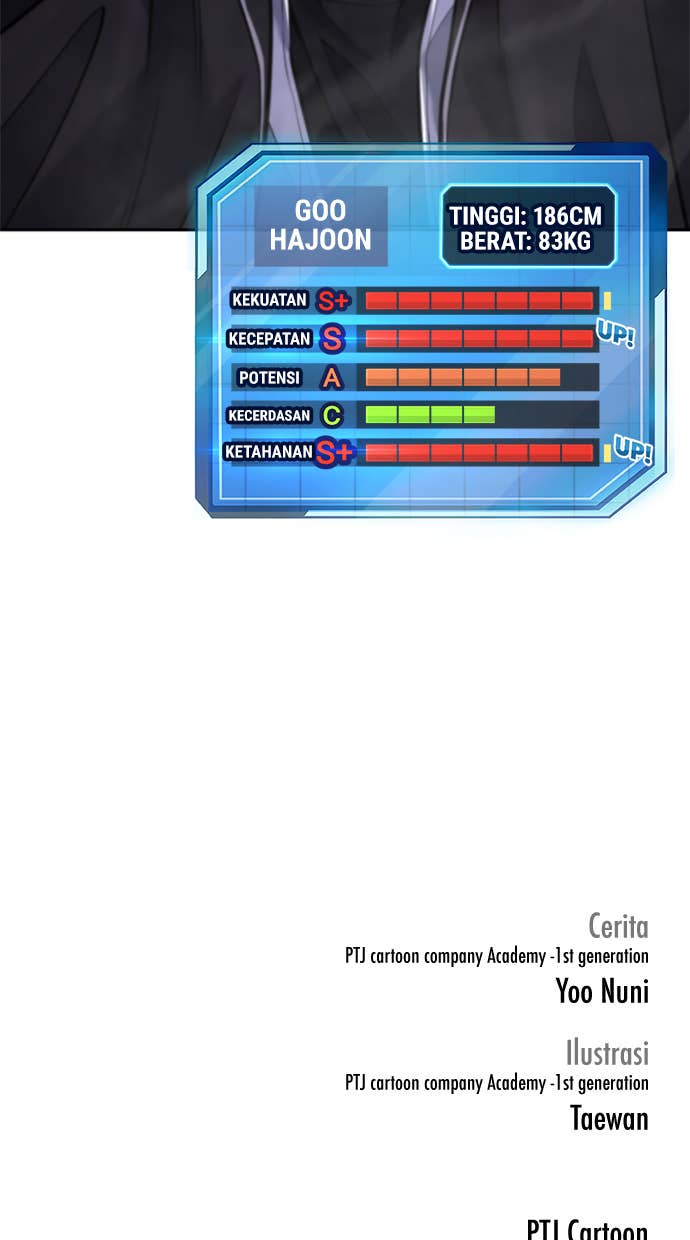 GOO
HAJOON
TINGGI: 186CM
BERAT: 83KG
KEKUATAN S+
KECEPATAN S UP!
POTENSI A
KECERDASAN C
KETAHANAN S+ UP!
Cerita
PTJ cartoon company Academy -1st generation
Yoo Nuni
Ilustrasi
PTJ cartoon company Academy -1st generation
Taewan
PTJ Cartoon